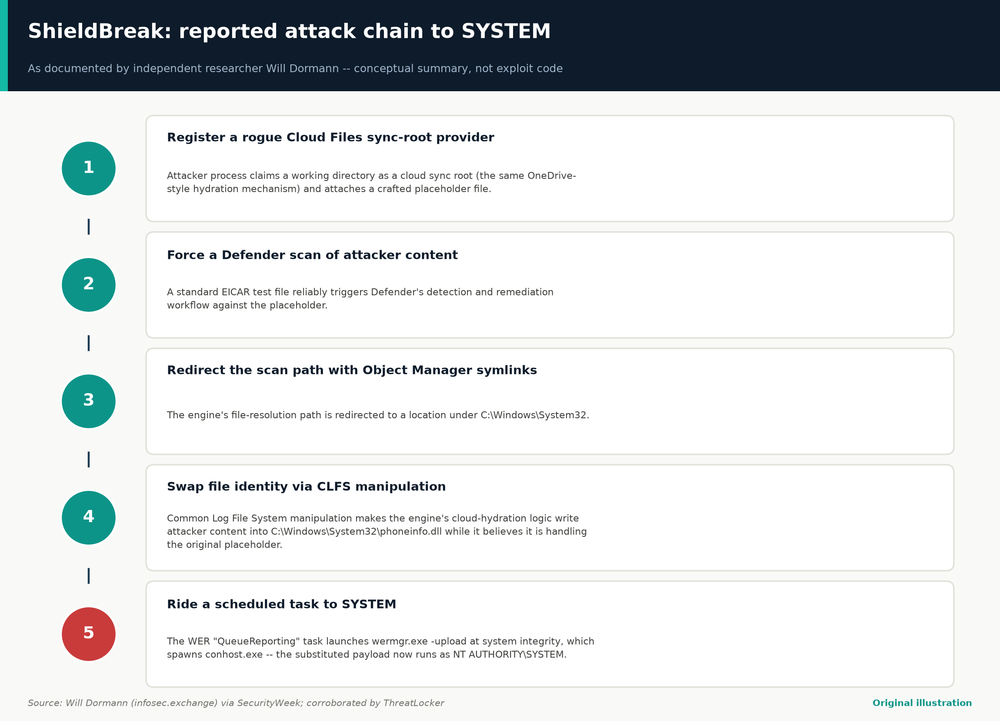 ShieldBreak: reported attack chain to SYSTEM
As documented by independent researcher Will Dormann -- conceptual summary, not exploit code
1
Register a rogue Cloud Files sync-root provider
Attacker process claims a working directory as a cloud sync root (the same OneDrive-
style hydration mechanism) and attaches a crafted placeholder file.
2
Force a Defender scan of attacker content
A standard EICAR test file reliably triggers Defender's detection and remediation
workflow against the placeholder.
3
Redirect the scan path with Object Manager symlinks
The engine's file-resolution path is redirected to a location under C:\Windows\System32.
4
Swap file identity via CLFS manipulation
Common Log File System manipulation makes the engine's cloud-hydration logic write
attacker content into C:\Windows\System32\phoneinfo.dll while it believes it is handling
the original placeholder.
5
Ride a scheduled task to SYSTEM
The WER "QueueReporting" task launches wermgr.exe -upload at system integrity, which
spawns conhost.exe -- the substituted payload now runs as NT AUTHORITY\SYSTEM.
Source: Will Dormann (infosec.exchange) via SecurityWeek; corroborated by ThreatLocker
Original illustration